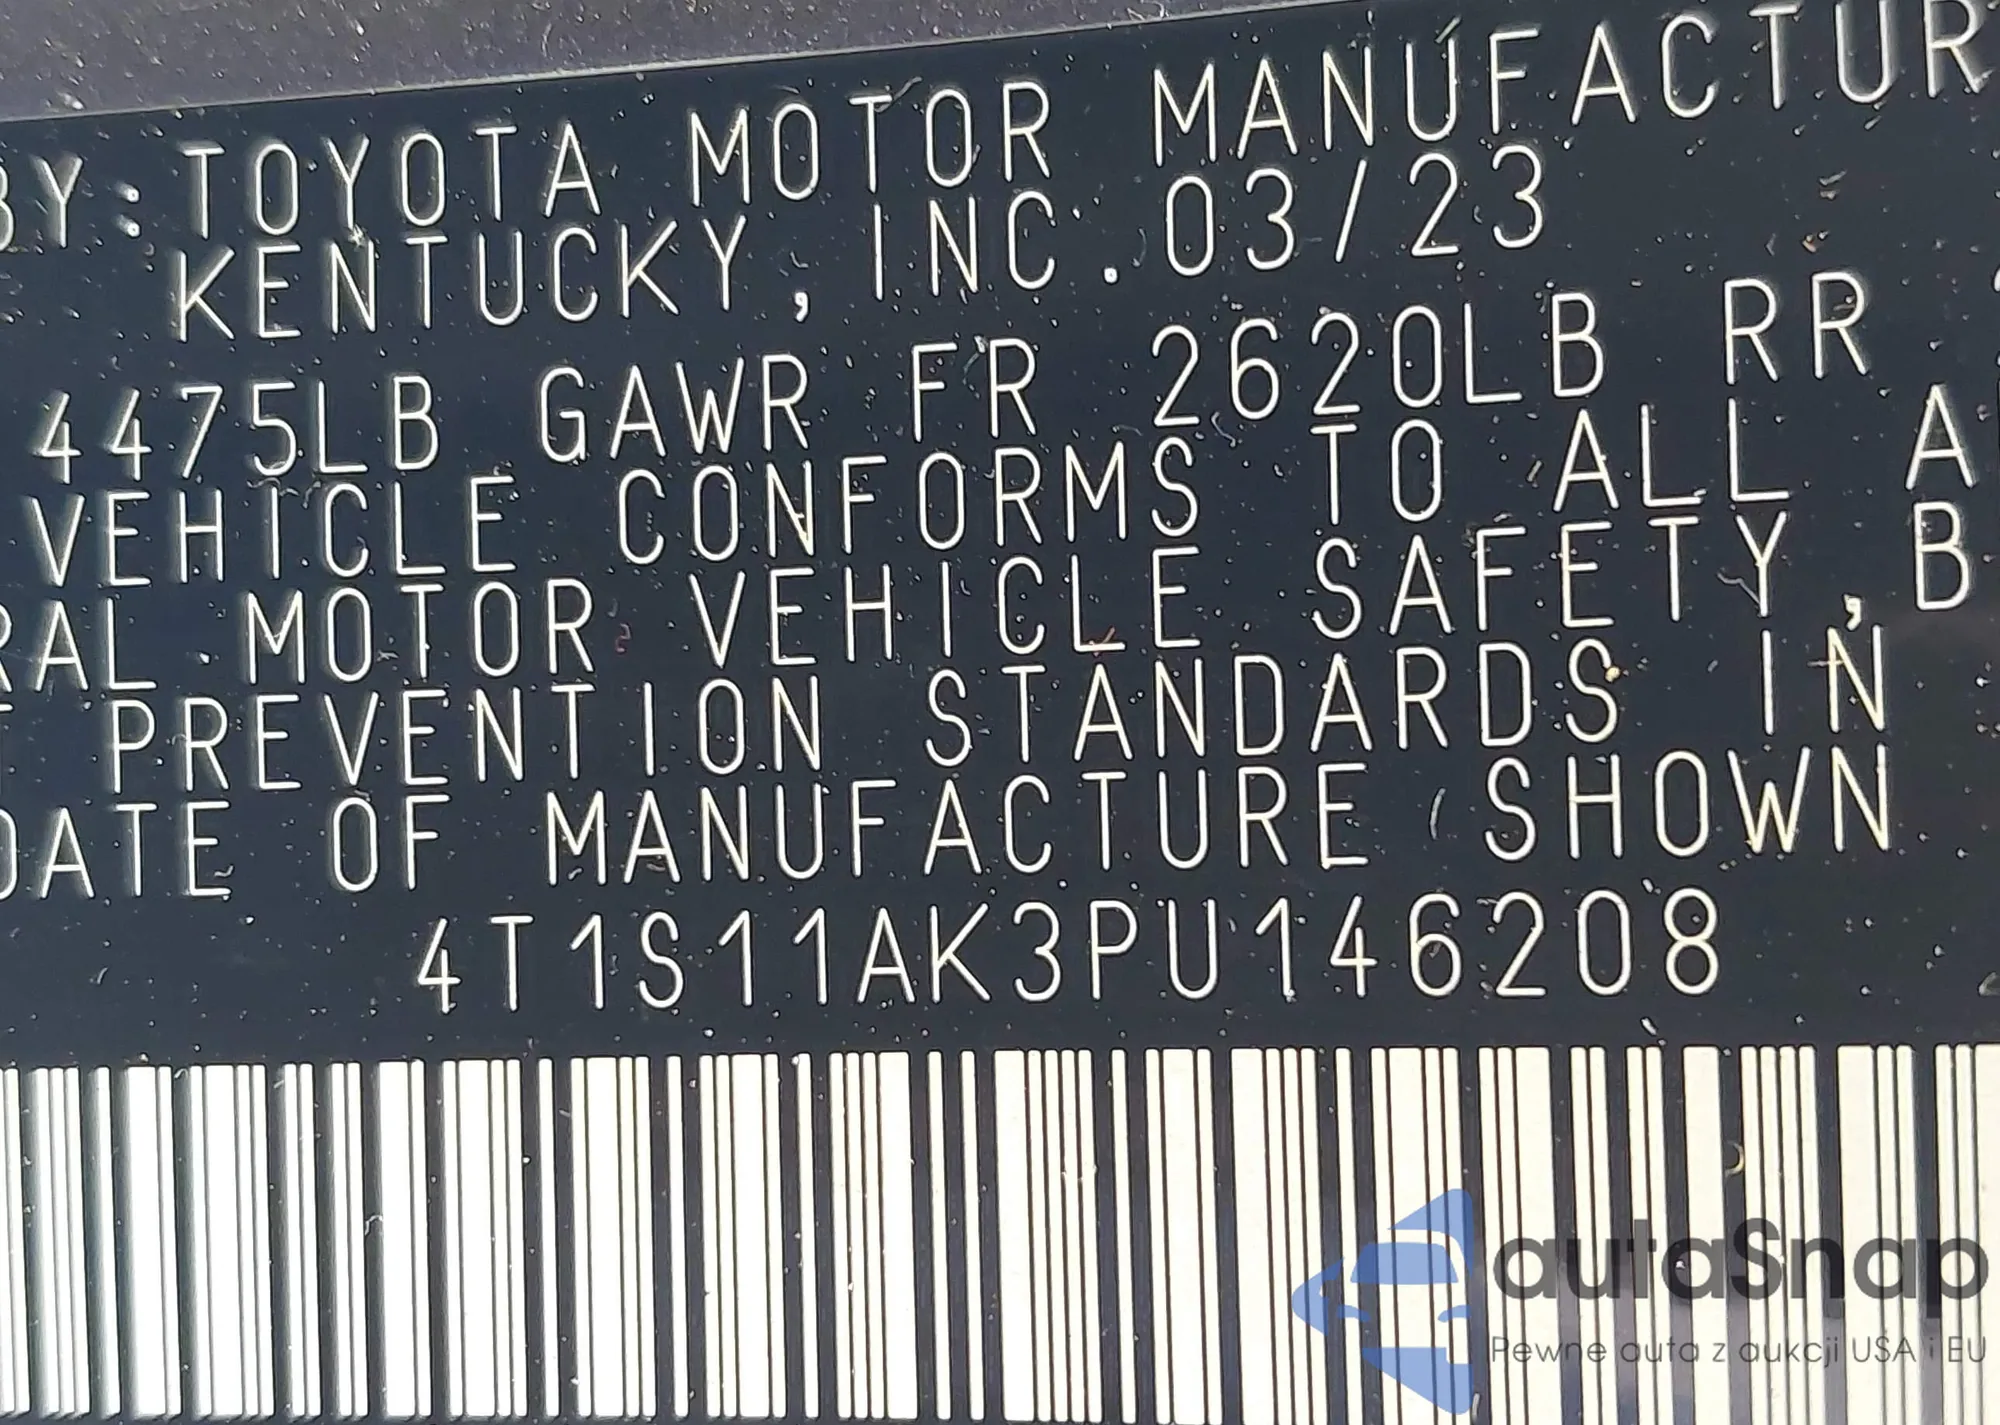 BY: TOYOTA MOTOR MANUFACTUR
KENTUCKY, INC. 03/23
4475LB GAWR FR 2620LB RR
VEHICLE CONFORMS TO ALL A
RAL MOTOR VEHICLE SAFETY, B
T PREVENTION STANDARDS IN
DATE OF MANUFACTURE SHOWN
4T1S11AK3PU146208
autaSnap
Pewne auta z aukcji USA i EU